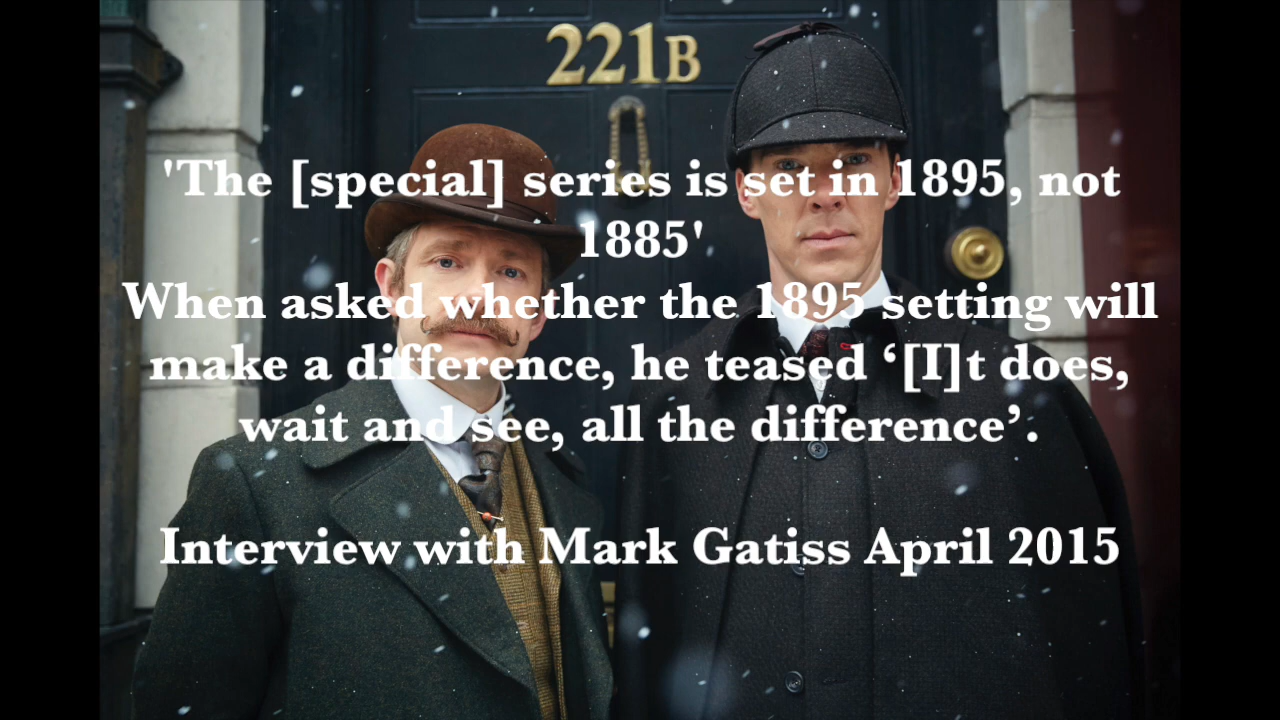 221B
'The [special] series is set in 1895, not
1885'
When asked whether the 1895 setting will
make a difference, he teased ‘[I]t does,
wait and see, all the difference’.
Interview with Mark Gatiss April 2015